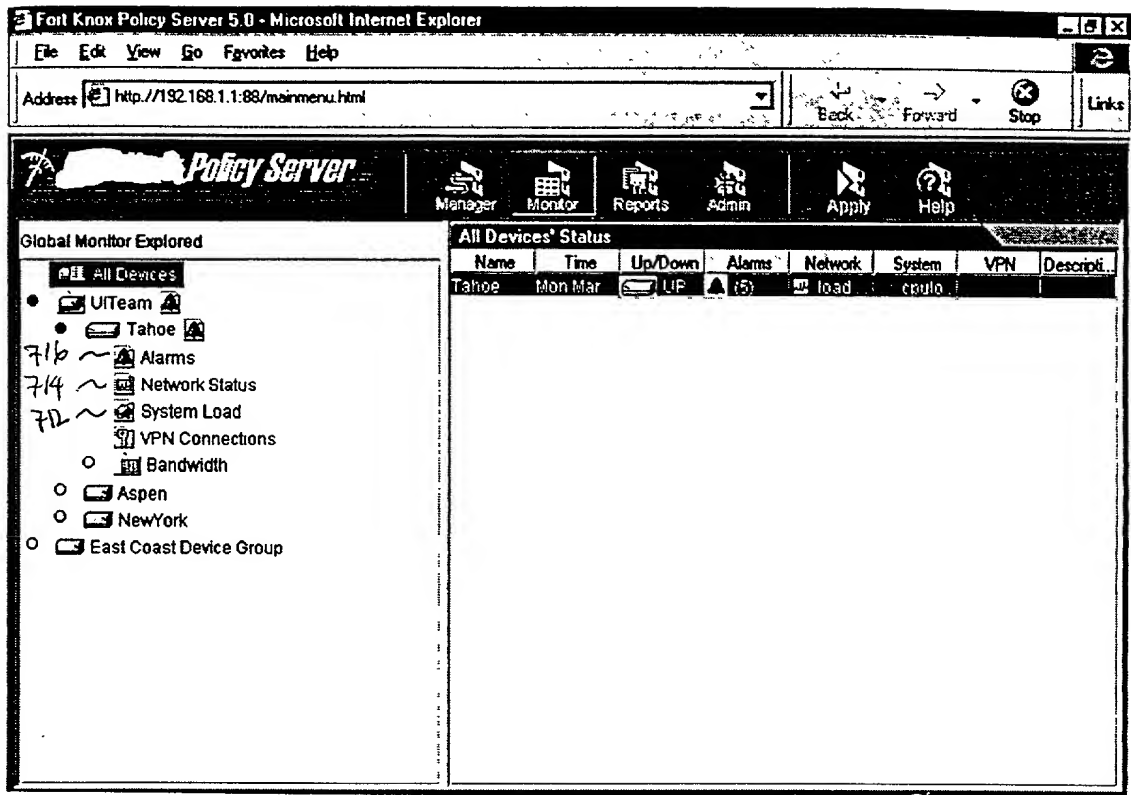 Fort Knox Policy Server 5.0 - Microsoft Internet Explorer
File Edit View Go Favorites Help
Address http://192.168.1.1:88/mainmenu.html Back Forward Stop Links
Policy Server Manager Monitor Reports Admin Apply Help
Global Monitor Explored
All Devices' Status
Name Time Up/Down Alarms Network System VPN Descripti...
Tahoe Mon Mar UP (5) load cpulo
All Devices
UITeam
Tahoe
716 Alarms
714 Network Status
712 System Load
VPN Connections
Bandwidth
Aspen
NewYork
East Coast Device Group